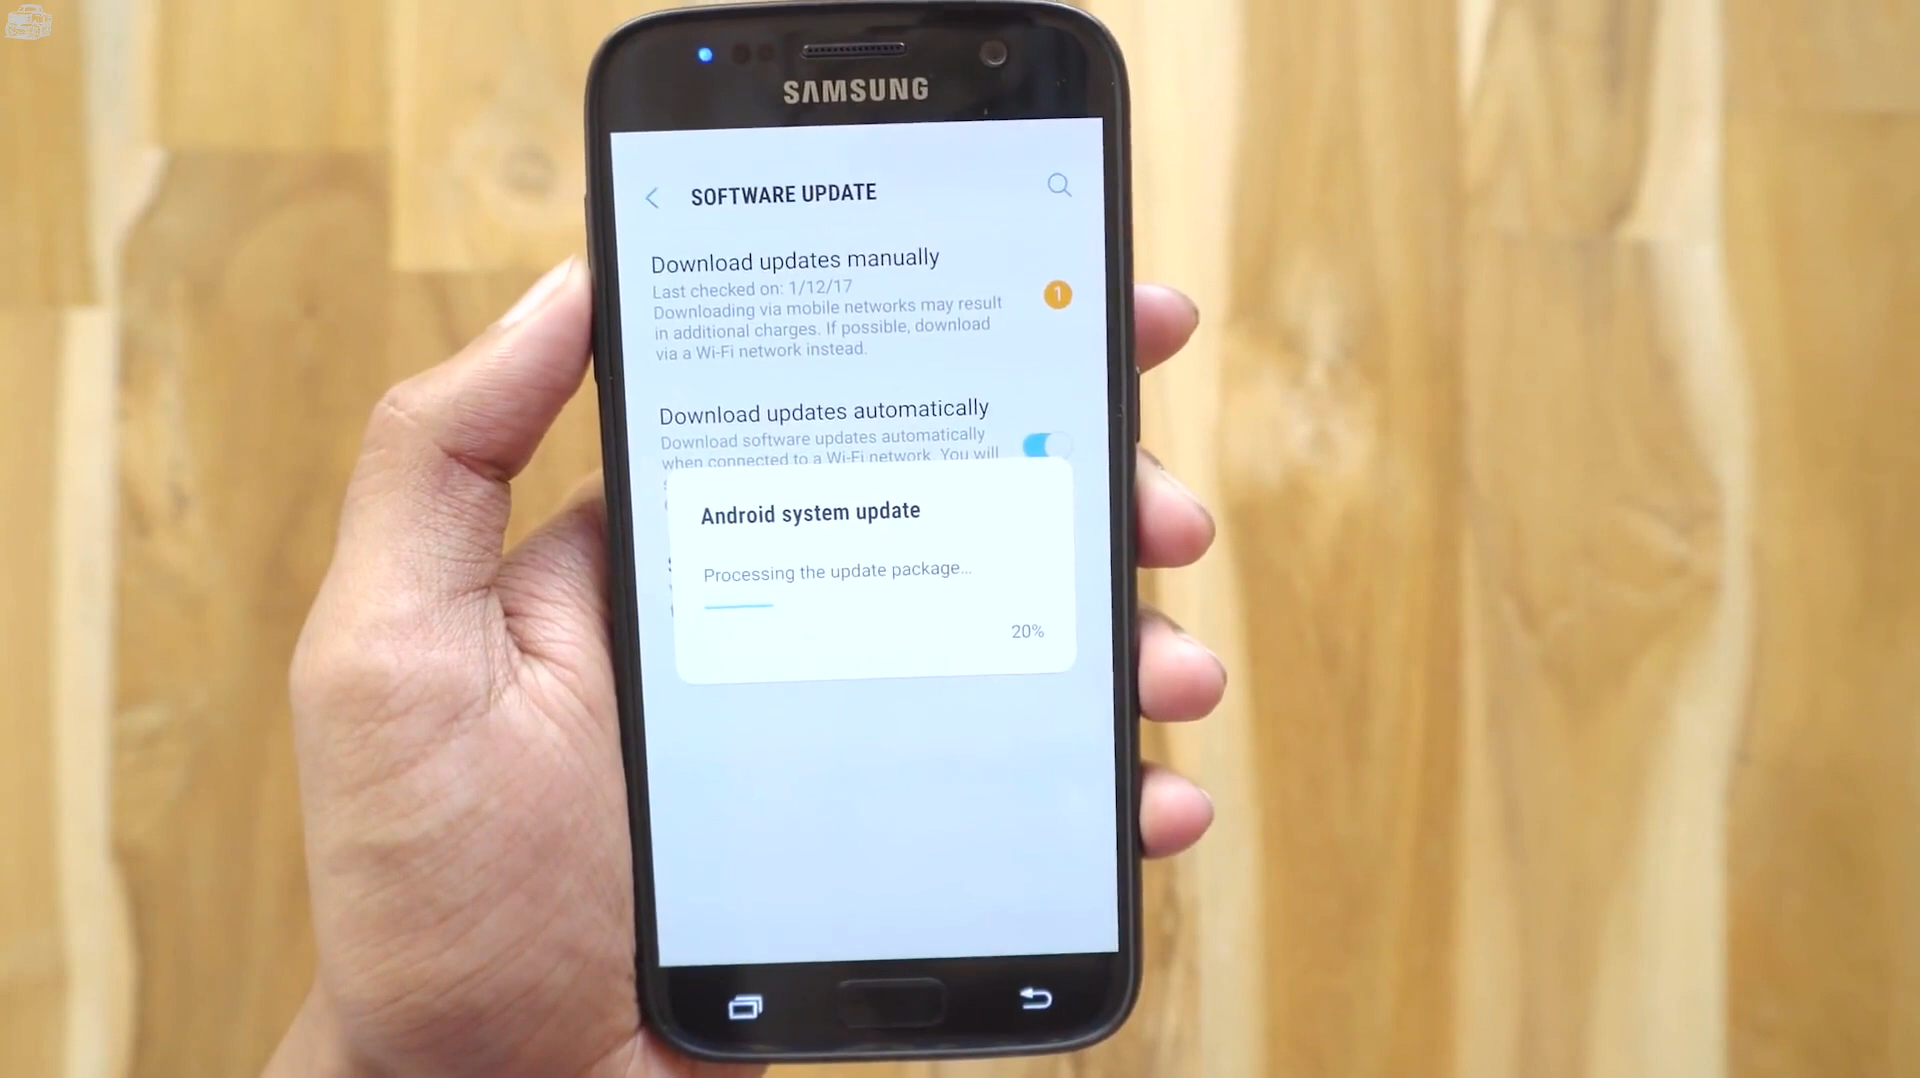 SAMSUNG
SOFTWARE UPDATE
Download updates manually
Last checked on: 1/12/17
Downloading via mobile networks may result
in additional charges. If possible, download
via a Wi-Fi network instead.
1
Download updates automatically
Download software updates automatically
when connected to a Wi-Fi network. You will
Android system update
Processing the update package...
20%